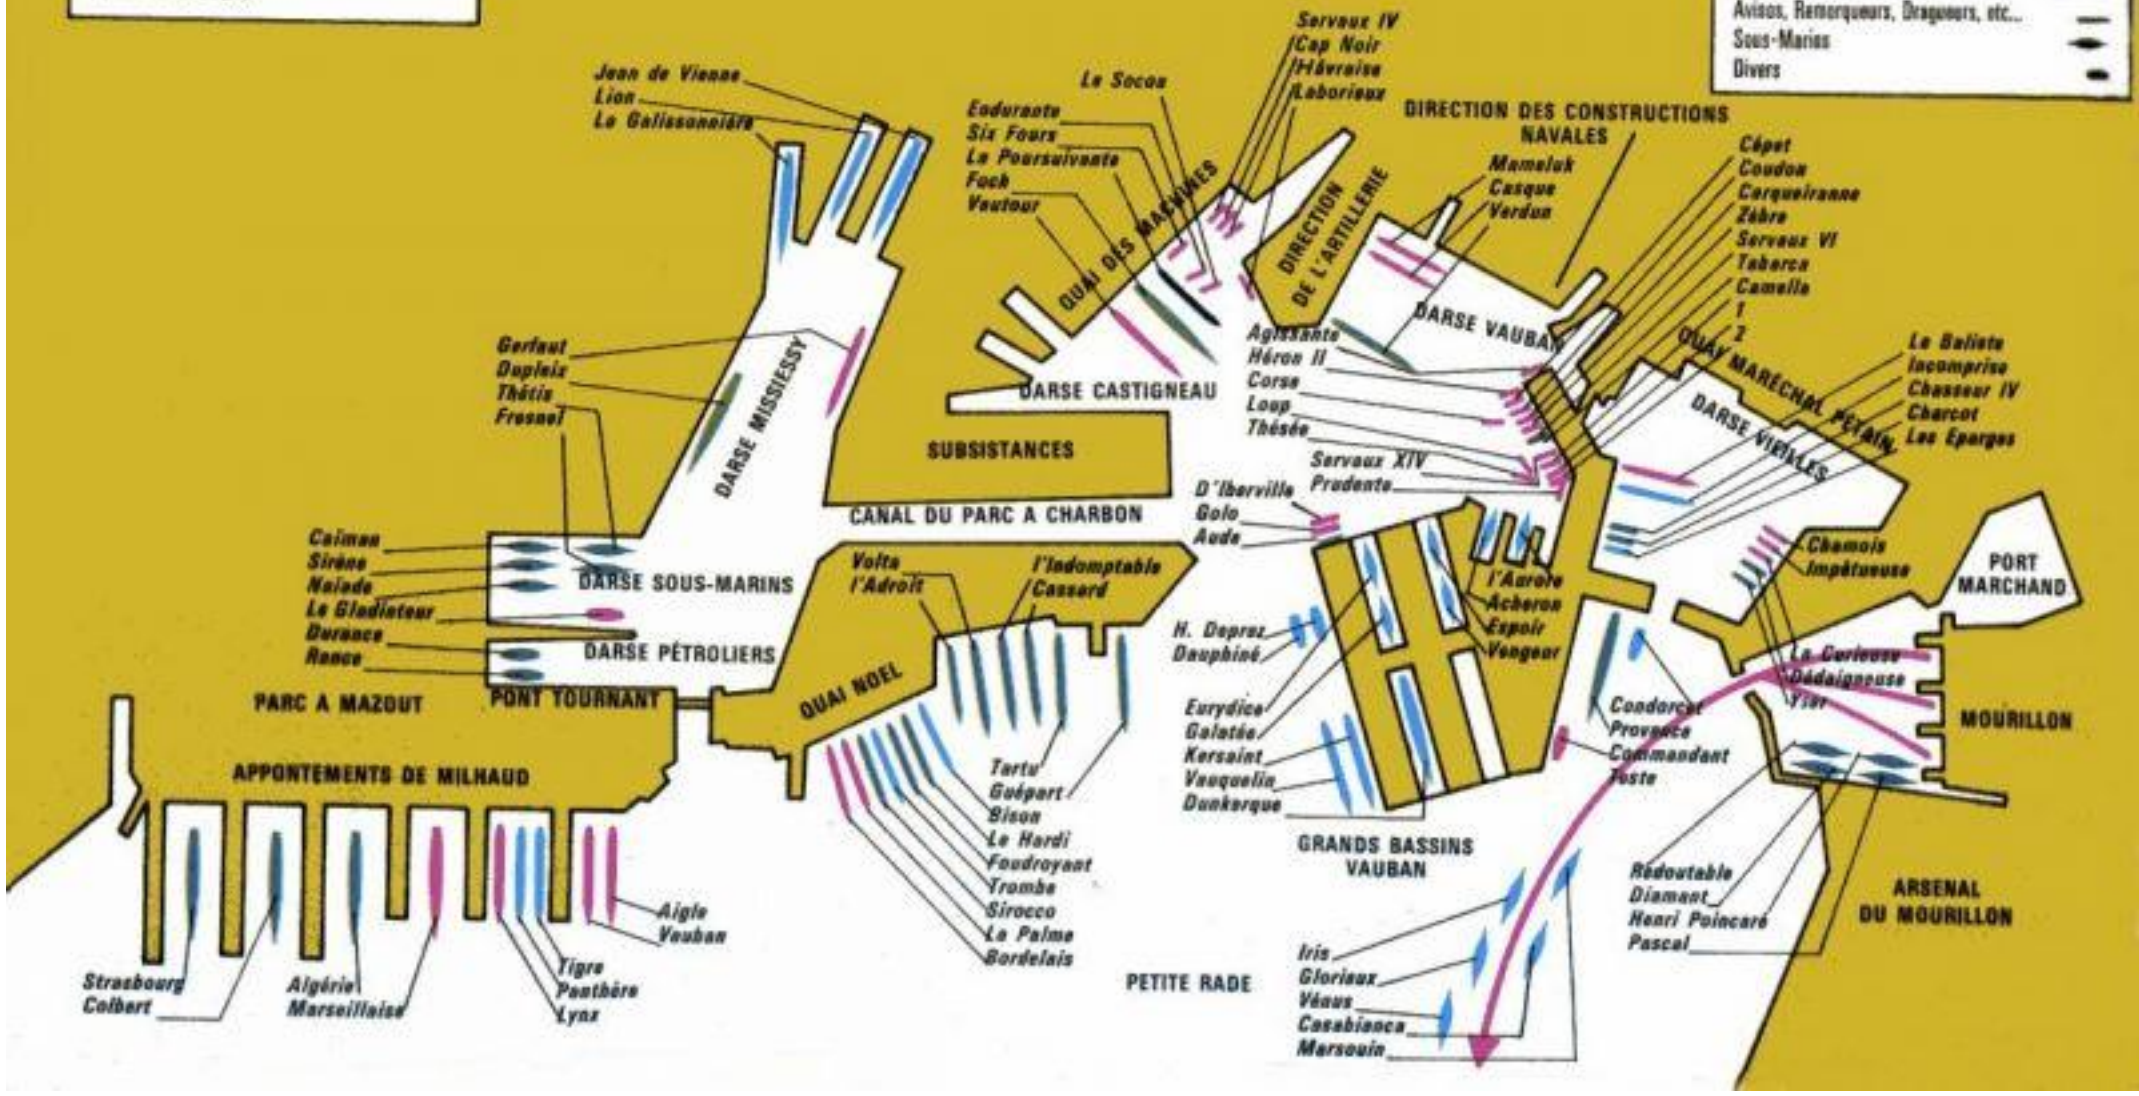 Avisos, Remorqueurs, Dragueurs, etc...
Sous-Marins
Divers
Jean de Vienne
Lion
La Galissonnière
Endurante
Six Fours
La Poursuivante
Foch
Vautour
Le Socoa
Servaux IV
Cap Noir
Hâvraise
Laborieux
DIRECTION DES CONSTRUCTIONS
NAVALES
Mameluk
Casque
Verdun
Cépet
Coudon
Carqueiranne
Zèbre
Servaux VI
Tabarca
Camelia
1
2
QUAI DES MACHINES
DIRECTION
DE L'ARTILLERIE
DARSE VAUBAN
QUAY MARÉCHAL PETAIN
DARSE VIEILLES
Le Baliste
Incomprise
Chasseur IV
Charcot
Les Eparges
Gerfaut
Dupleix
Thétis
Fresnel
DARSE MISSIESSY
DARSE CASTIGNEAU
SUBSISTANCES
CANAL DU PARC A CHARBON
Agissante
Héron II
Corse
Loup
Thésée
Servaux XIV
Prudente
D'Iberville
Golo
Aude
Caïman
Sirène
Naïade
Le Gladiateur
Durance
Rance
DARSE SOUS-MARINS
DARSE PÉTROLIERS
Volta
l'Adroit
l'Indomptable
Cassard
H. Deprez
Dauphiné
l'Aurore
Acheron
Espoir
Vengeur
Chamois
Impétueuse
PORT
MARCHAND
La Curieuse
Dédaigneuse
Yser
MOURILLON
PARC A MAZOUT
PONT TOURNANT
QUAI NOEL
APPONTEMENTS DE MILHAUD
Eurydice
Galatée
Kersaint
Vauquelin
Dunkerque
Condorcet
Provence
Commandant
Teste
Tartu
Guépart
Bison
Le Hardi
Foudroyant
Trombe
Sirocco
La Palme
Bordelais
GRANDS BASSINS
VAUBAN
Redoutable
Diamant
Henri Poincaré
Pascal
ARSENAL
DU MOURILLON
Aigle
Vauban
Strasbourg
Colbert
Algérie
Marseillaise
Tigre
Panthère
Lynx
PETITE RADE
Iris
Glorieux
Vénus
Casabianca
Marsouin